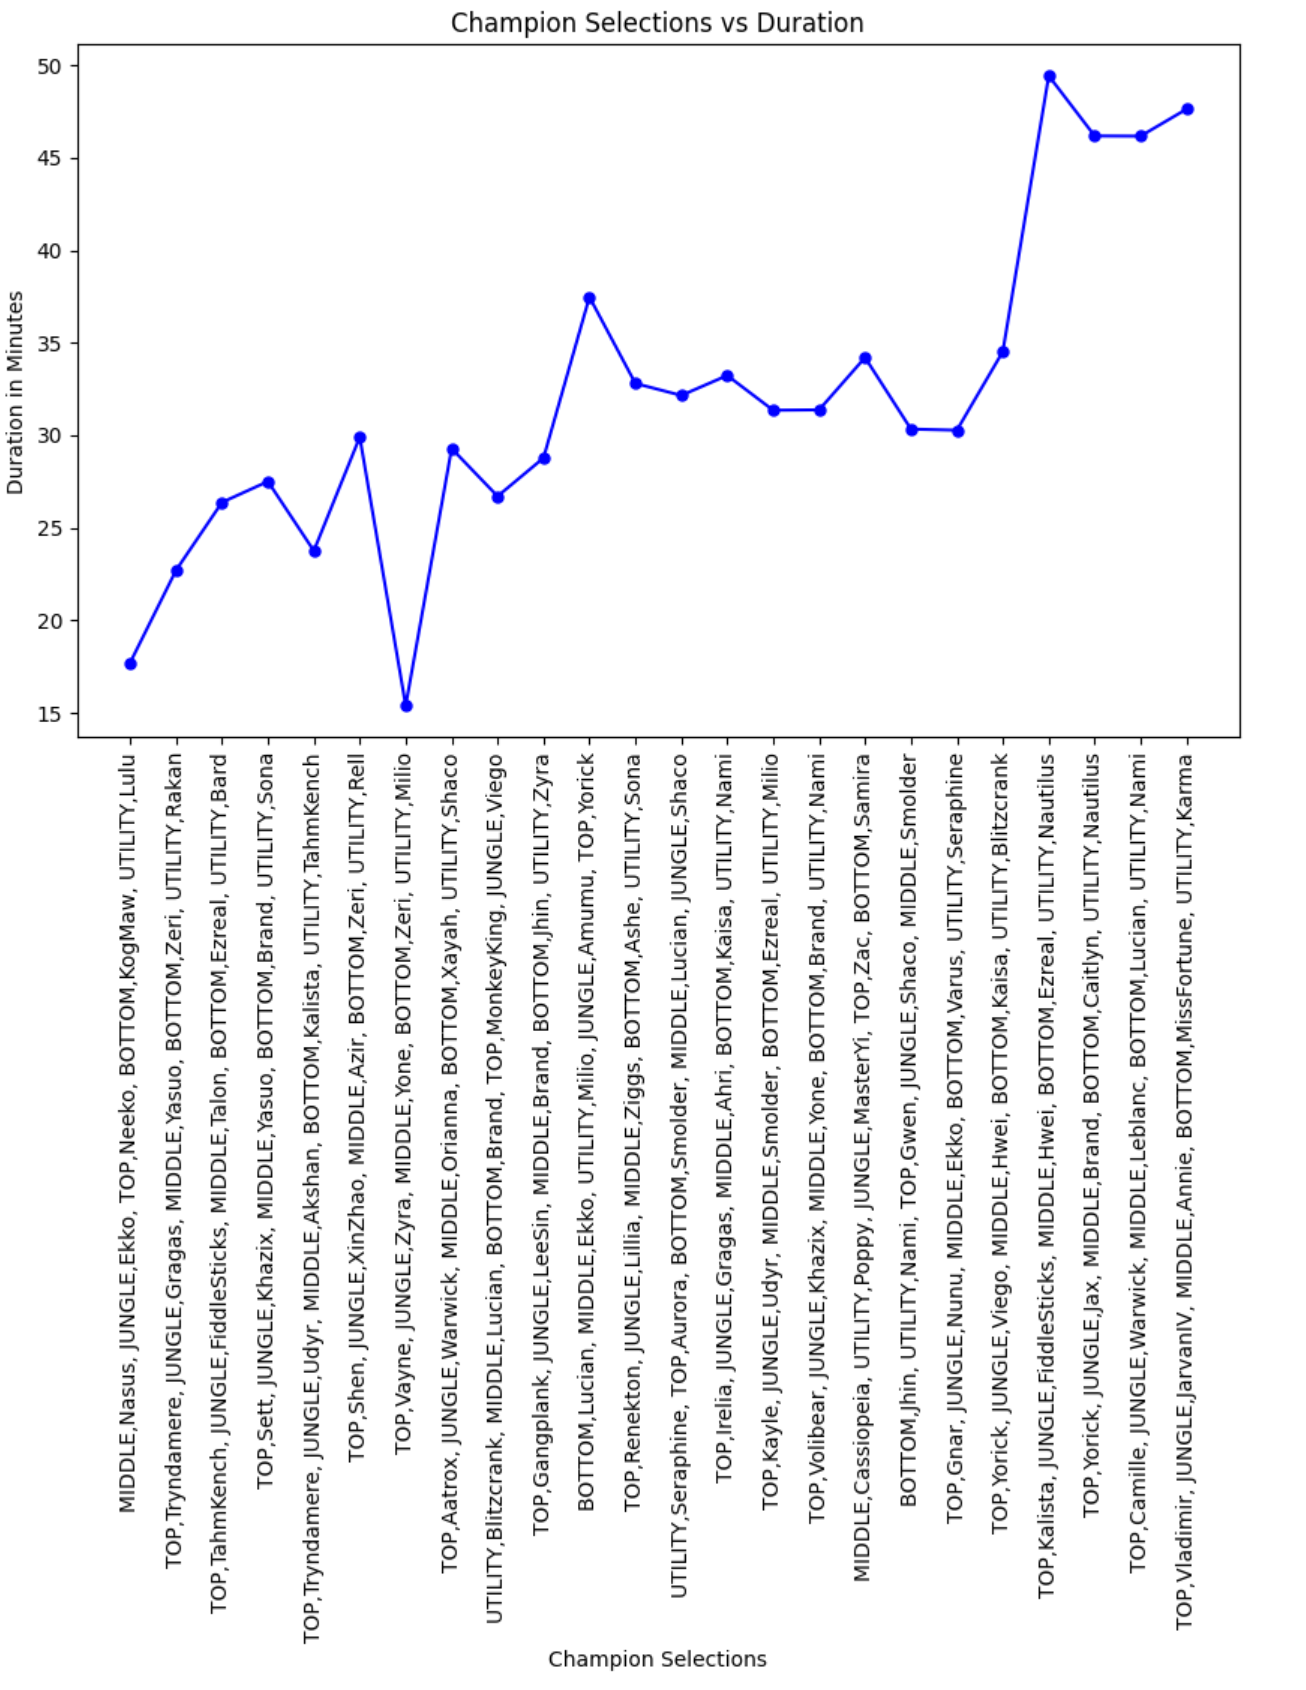 Champion Selections vs Duration
50
45
40
35
30
25
20
15
Duration in Minutes
MIDDLE,Nasus, JUNGLE,Ekko, TOP,Neeko, BOTTOM,KogMaw, UTILITY,Lulu
TOP,Tryndamere, JUNGLE,Gragas, MIDDLE,Yasuo, BOTTOM,Zeri, UTILITY,Rakan
TOP,TahmKench, JUNGLE,FiddleSticks, MIDDLE,Talon, BOTTOM,Ezreal, UTILITY,Bard
TOP,Sett, JUNGLE,Khazix, MIDDLE,Yasuo, BOTTOM,Brand, UTILITY,Sona
TOP,Tryndamere, JUNGLE,Udyr, MIDDLE,Akshan, BOTTOM,Kalista, UTILITY,TahmKench
TOP,Shen, JUNGLE,XinZhao, MIDDLE,Azir, BOTTOM,Zeri, UTILITY,Rell
TOP,Vayne, JUNGLE,Zyra, MIDDLE,Yone, BOTTOM,Zeri, UTILITY,Milio
TOP,Aatrox, JUNGLE,Warwick, MIDDLE,Orianna, BOTTOM,Xayah, UTILITY,Shaco
UTILITY,Blitzcrank, MIDDLE,Lucian, BOTTOM,Brand, TOP,MonkeyKing, JUNGLE,Viego
TOP,Gangplank, JUNGLE,LeeSin, MIDDLE,Brand, BOTTOM,Jhin, UTILITY,Zyra
BOTTOM,Lucian, MIDDLE,Ekko, UTILITY,Milio, JUNGLE,Amumu, TOP,Yorick
TOP,Renekton, JUNGLE,Lillia, MIDDLE,Ziggs, BOTTOM,Ashe, UTILITY,Sona
UTILITY,Seraphine, TOP,Aurora, BOTTOM,Smolder, MIDDLE,Lucian, JUNGLE,Shaco
TOP,Irelia, JUNGLE,Gragas, MIDDLE,Ahri, BOTTOM,Kaisa, UTILITY,Nami
TOP,Kayle, JUNGLE,Udyr, MIDDLE,Smolder, BOTTOM,Ezreal, UTILITY,Milio
TOP,Volibear, JUNGLE,Khazix, MIDDLE,Yone, BOTTOM,Brand, UTILITY,Nami
MIDDLE,Cassiopeia, UTILITY,Poppy, JUNGLE,MasterYi, TOP,Zac, BOTTOM,Samira
BOTTOM,Jhin, UTILITY,Nami, TOP,Gwen, JUNGLE,Shaco, MIDDLE,Smolder
TOP,Gnar, JUNGLE,Nunu, MIDDLE,Ekko, BOTTOM,Varus, UTILITY,Seraphine
TOP,Yorick, JUNGLE,Viego, MIDDLE,Hwei, BOTTOM,Kaisa, UTILITY,Blitzcrank
TOP,Kalista, JUNGLE,FiddleSticks, MIDDLE,Hwei, BOTTOM,Ezreal, UTILITY,Nautilus
TOP,Yorick, JUNGLE,Jax, MIDDLE,Brand, BOTTOM,Caitlyn, UTILITY,Nautilus
TOP,Camille, JUNGLE,Warwick, MIDDLE,Leblanc, BOTTOM,Lucian, UTILITY,Nami
TOP,Vladimir, JUNGLE,JarvanIV, MIDDLE,Annie, BOTTOM,MissFortune, UTILITY,Karma
Champion Selections